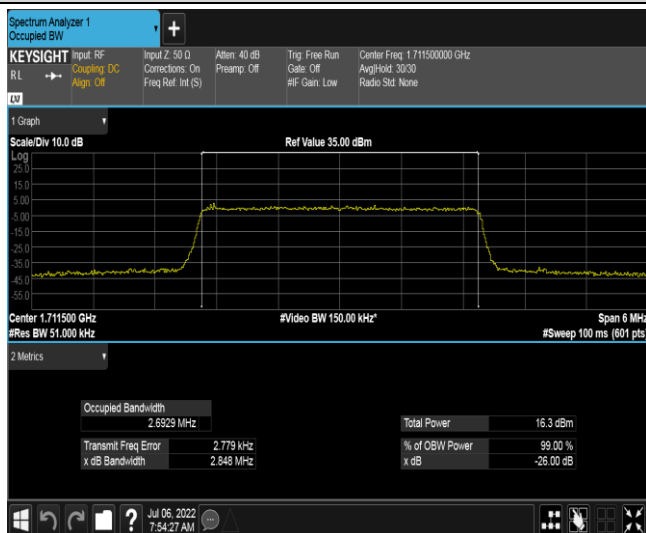 Spectrum Analyzer 1
Occupied BW
KEYSIGHT
RL
LXI
Input: RF
Coupling: DC
Align: Off
Input Z: 50 Ω
Corrections: On
Freq Ref: Int (S)
Atten: 40 dB
Preamp: Off
Trig: Free Run
Gate: Off
#IF Gain: Low
Center Freq: 1.711500000 GHz
Avg|Hold: 30/30
Radio Std: None
1 Graph
Scale/Div 10.0 dB
Ref Value 35.00 dBm
Log
25.0
15.0
5.00
-5.00
-15.0
-25.0
-35.0
-45.0
-55.0
Center 1.711500 GHz
#Video BW 150.00 kHz*
Span 6 MHz
#Res BW 51.000 kHz
#Sweep 100 ms (601 pts)
2 Metrics
Occupied Bandwidth
2.6929 MHz
Total Power 16.3 dBm
Transmit Freq Error 2.779 kHz
% of OBW Power 99.00 %
x dB Bandwidth 2.848 MHz
x dB -26.00 dB
?
Jul 06, 2022
7:54:27 AM